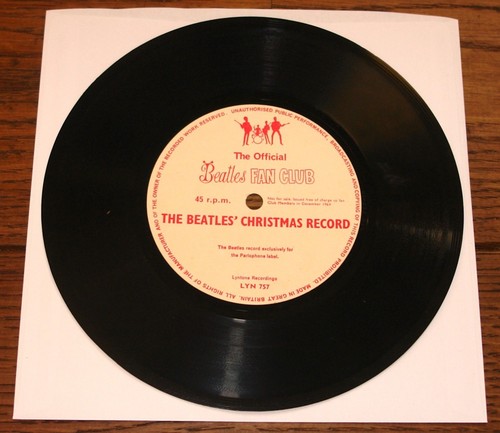 ALL RIGHTS OF THE MANUFACTURER AND OF THE OWNER OF THE RECORDED WORK RESERVED. UNAUTHORISED PUBLIC PERFORMANCE, BROADCASTING AND COPYING OF THIS RECORD PROHIBITED. MADE IN GREAT BRITAIN.
The Official
Beatles FAN CLUB
45 r.p.m.
THE BEATLES' CHRISTMAS RECORD
The Beatles record exclusively for
the Parlophone label.
Lyntone Recordings
LYN 757